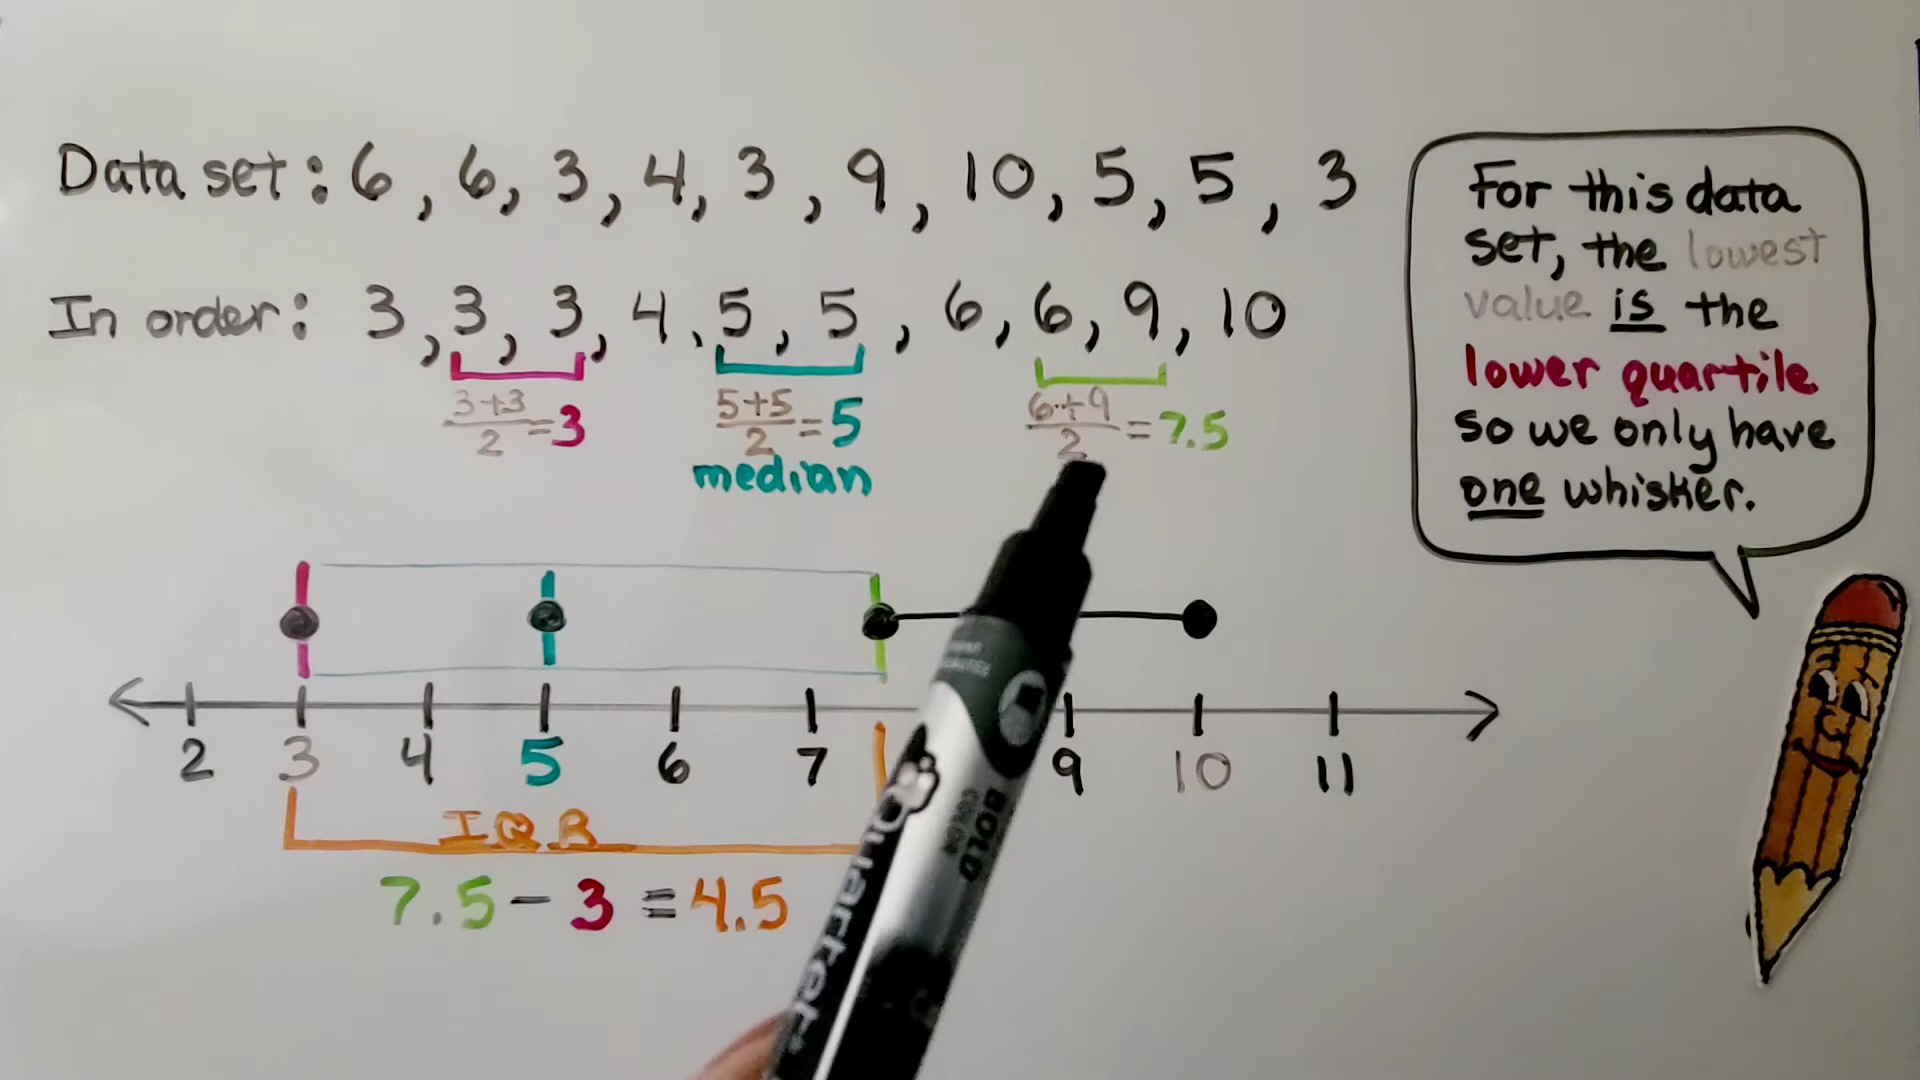 Data set: 6, 6, 3, 4, 3, 9, 10, 5, 5, 3
In order: 3, 3, 3, 4, 5, 5, 6, 6, 9, 10
3+3/2=3 5+5/2=5 6+9/2=7.5
median
For this data
set, the lowest
value is the
lower quartile
so we only have
one whisker.
2 3 4 5 6 7 9 10 11
IQR
7.5-3=4.5
BOLD
COLOR
Quartet